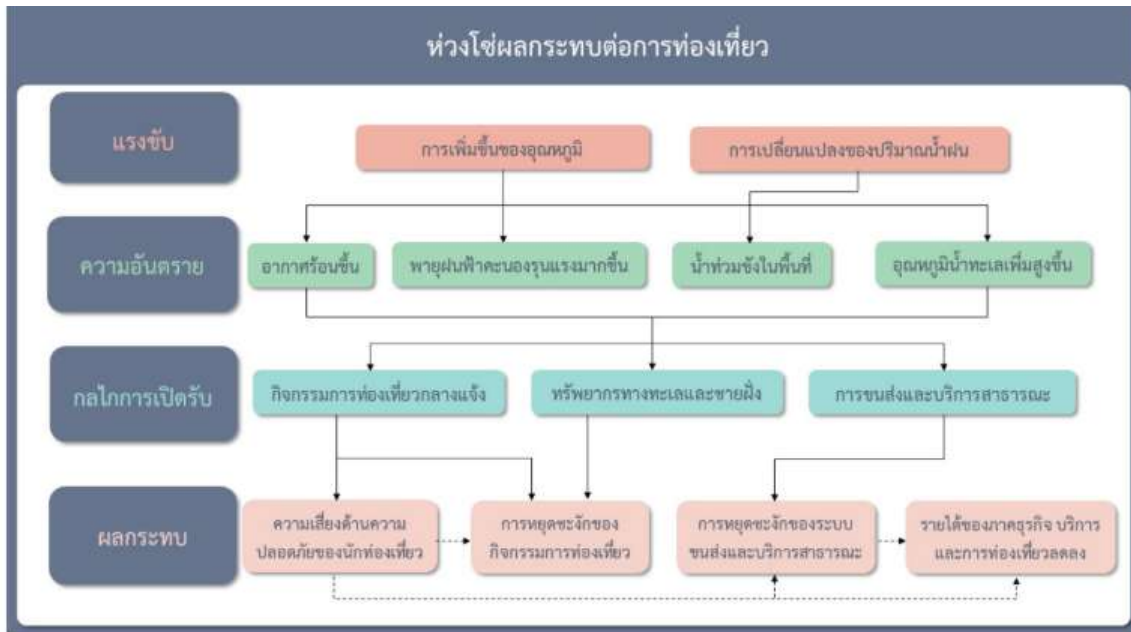 ห่วงโซ่ผลกระทบต่อการท่องเที่ยว
แรงขับ
การเพิ่มขึ้นของอุณหภูมิ
การเปลี่ยนแปลงของปริมาณน้ำฝน
ความอันตราย
อากาศร้อนขึ้น
พายุฝนฟ้าคะนองรุนแรงมากขึ้น
น้ำท่วมขังในพื้นที่
อุณหภูมิน้ำทะเลเพิ่มสูงขึ้น
กลไกการเปิดรับ
กิจกรรมการท่องเที่ยวกลางแจ้ง
ทรัพยากรทางทะเลและชายฝั่ง
การขนส่งและบริการสาธารณะ
ผลกระทบ
ความเสี่ยงด้านความ
ปลอดภัยของนักท่องเที่ยว
การหยุดชะงักของ
กิจกรรมการท่องเที่ยว
การหยุดชะงักของระบบ
ขนส่งและบริการสาธารณะ
รายได้ของภาคธุรกิจ บริการ
และการท่องเที่ยวลดลง